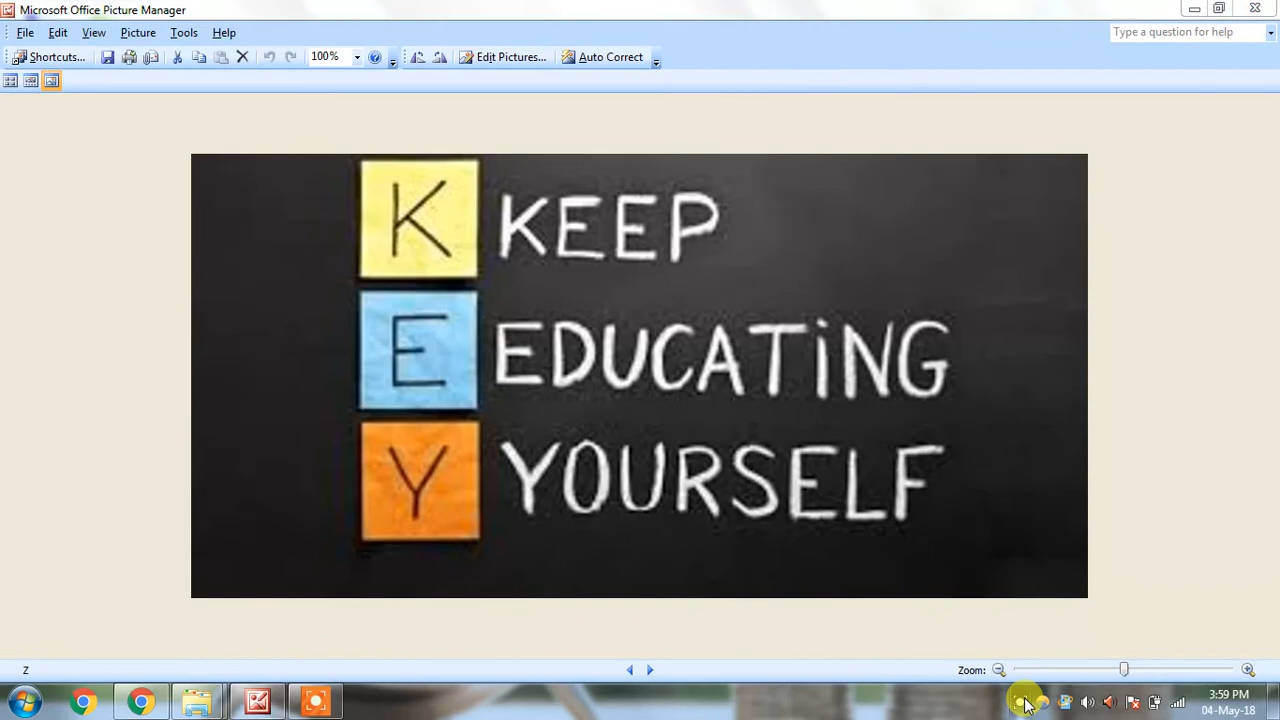 Microsoft Office Picture Manager
File Edit View Picture Tools Help
Type a question for help
Shortcuts... 100% Edit Pictures... Auto Correct
K KEEP
E EDUCATING
Y YOURSELF
Z Zoom:
3:59 PM
04-May-18